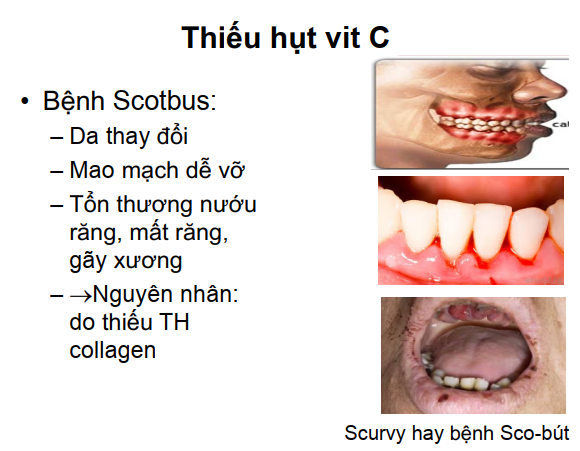 Thiếu hụt vit C
• Bệnh Scotbus:
– Da thay đổi
– Mao mạch dễ vỡ
– Tổn thương nướu
răng, mất răng,
gãy xương
– →Nguyên nhân:
do thiếu TH
collagen
cal
Scurvy hay bệnh Sco-bút